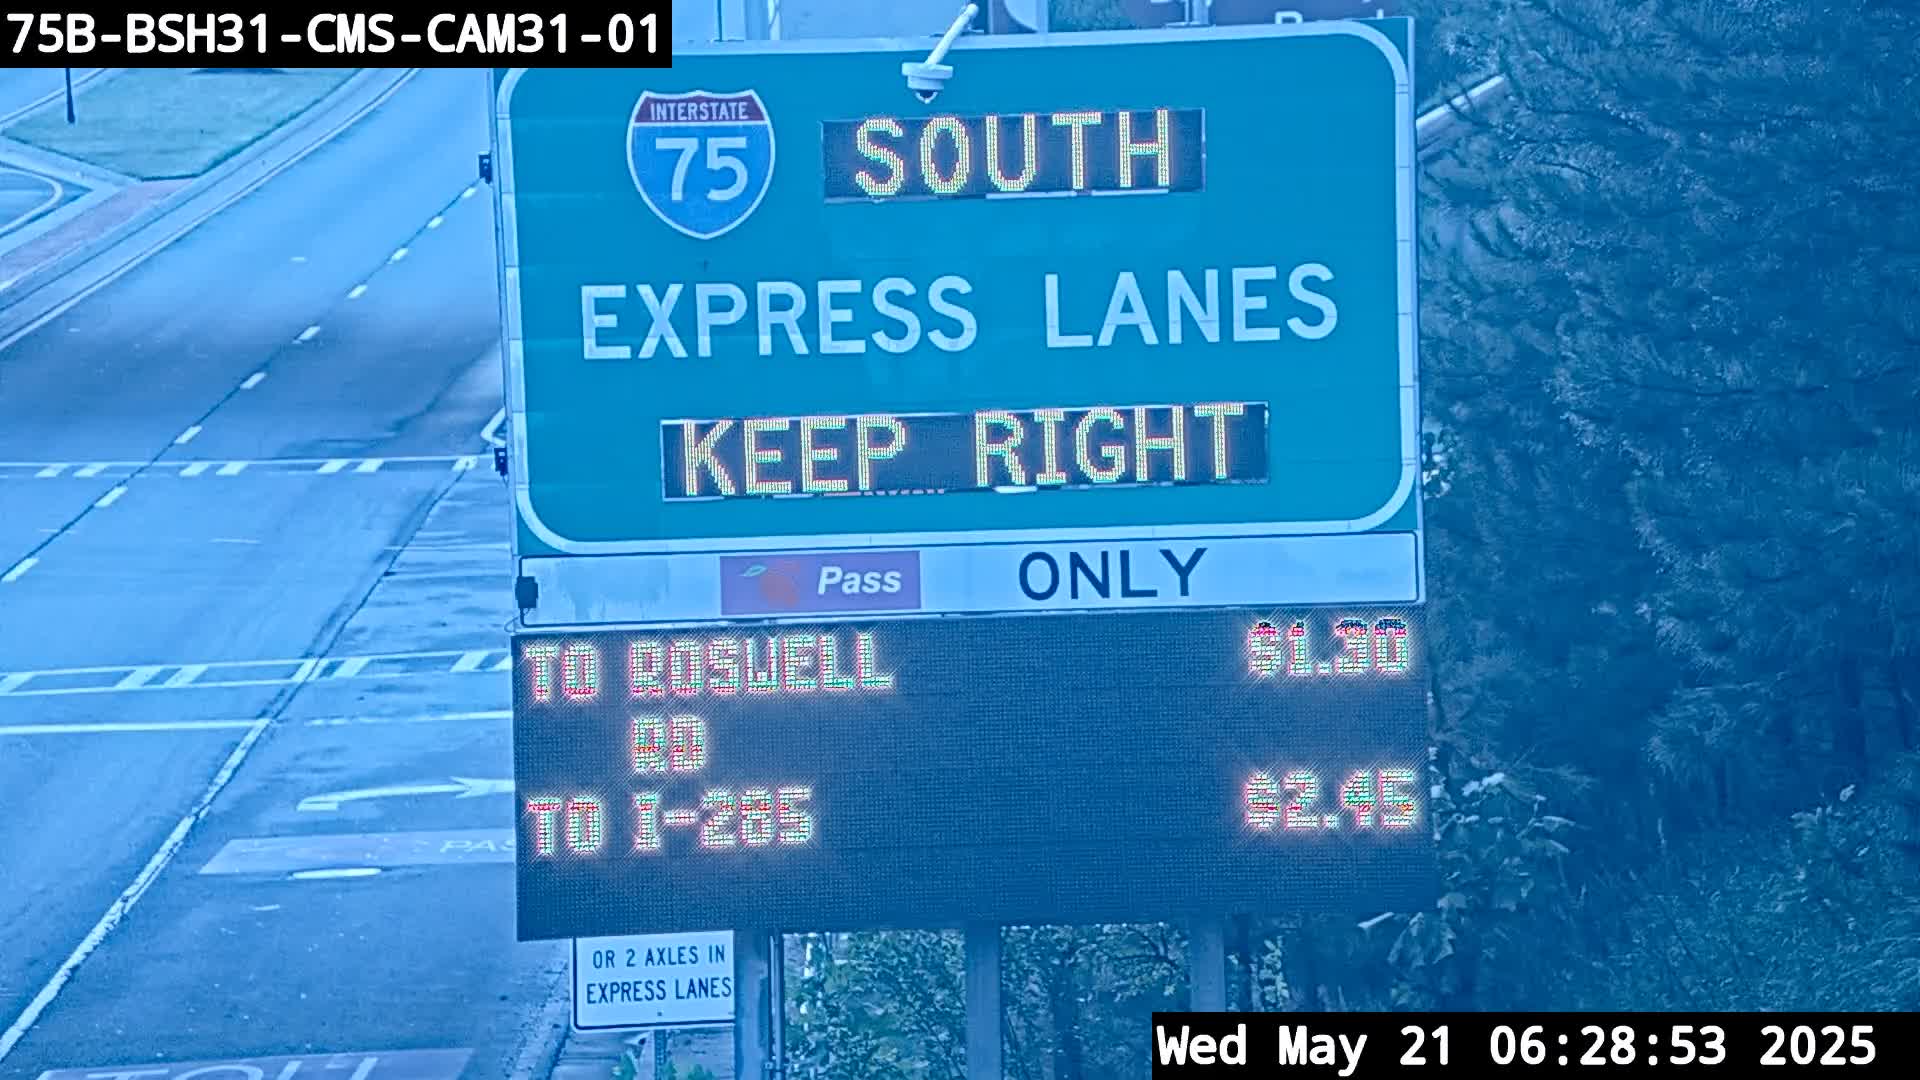 75B-BSH31-CMS-CAM31-01
INTERSTATE
75
SOUTH
EXPRESS LANES
KEEP RIGHT
Pass ONLY
TO ROSWELL $1.30
RD
TO I-285 $2.45
OR 2 AXLES IN
EXPRESS LANES
Wed May 21 06:28:53 2025